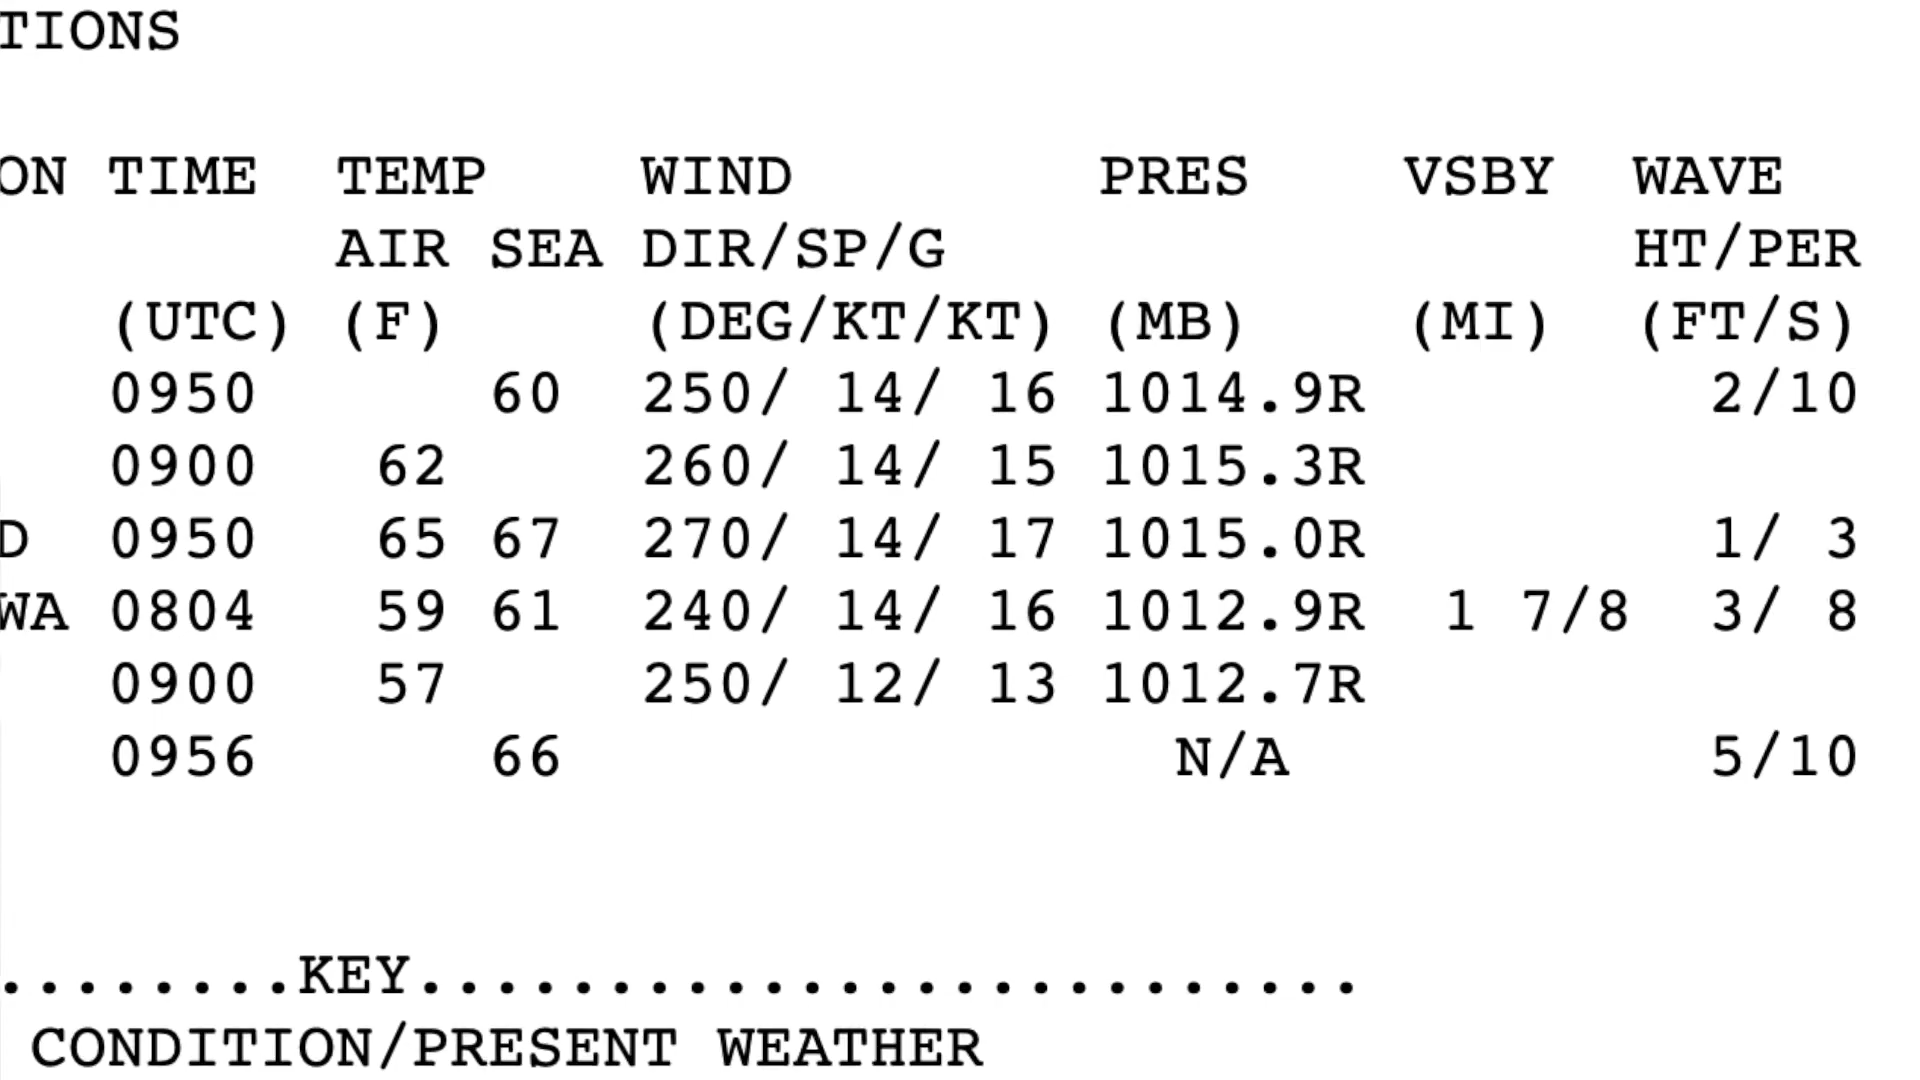 TIONS
ON TIME TEMP WIND PRES VSBY WAVE
AIR SEA DIR/SP/G HT/PER
(UTC) (F) (DEG/KT/KT) (MB) (MI) (FT/S)
0950 60 250/ 14/ 16 1014.9R 2/10
0900 62 260/ 14/ 15 1015.3R
D 0950 65 67 270/ 14/ 17 1015.0R 1/ 3
WA 0804 59 61 240/ 14/ 16 1012.9R 1 7/8 3/ 8
0900 57 250/ 12/ 13 1012.7R
0956 66 N/A 5/10
........KEY.........................
CONDITION/PRESENT WEATHER